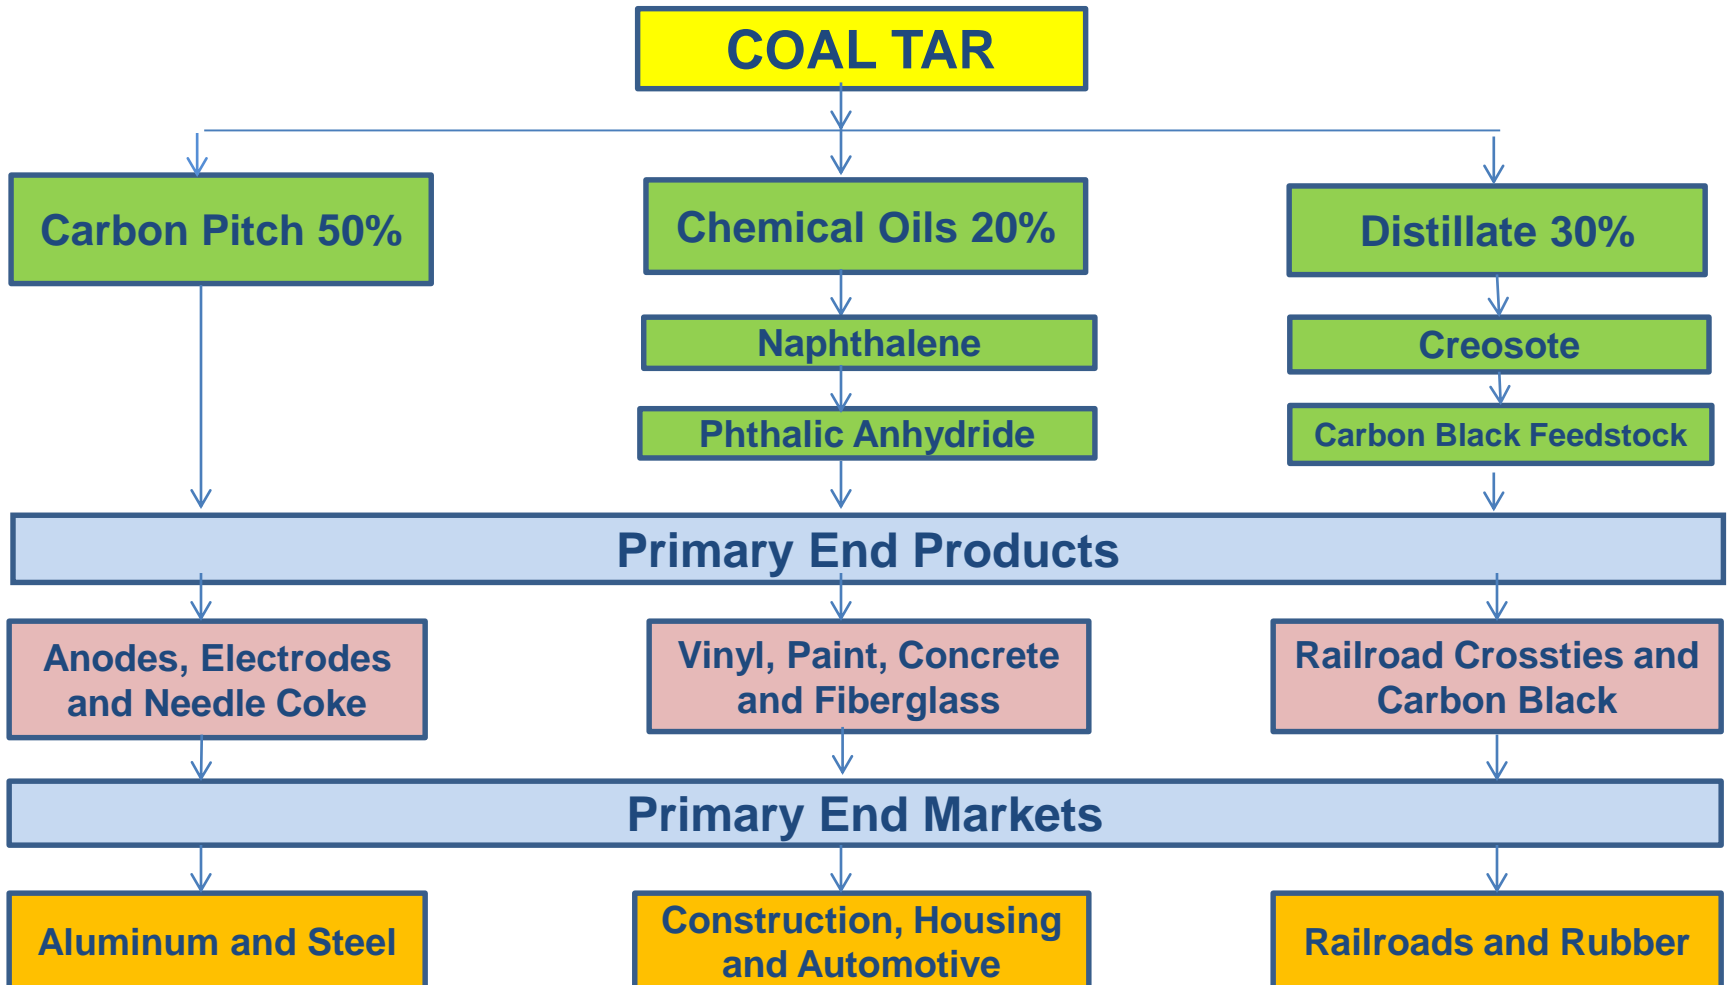 COAL TAR
Carbon Pitch 50%
Chemical Oils 20%
Distillate 30%
Naphthalene
Creosote
Phthalic Anhydride
Carbon Black Feedstock
Primary End Products
Anodes, Electrodes
and Needle Coke
Vinyl, Paint, Concrete
and Fiberglass
Railroad Crossties and
Carbon Black
Primary End Markets
Aluminum and Steel
Construction, Housing
and Automotive
Railroads and Rubber